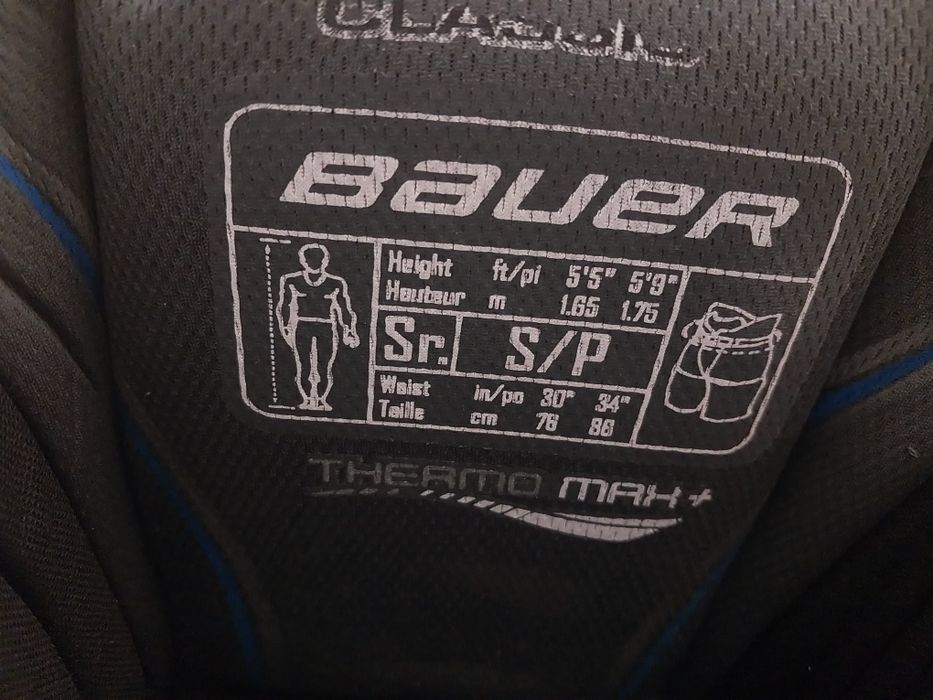 CLASSIC
BAUER
Height ft/pi 5'5" 5'9"
Hauteur m 1.65 1.75
Sr. S/P
Waist in/po 30" 34"
Taille cm 76 86
THERMO MAX+